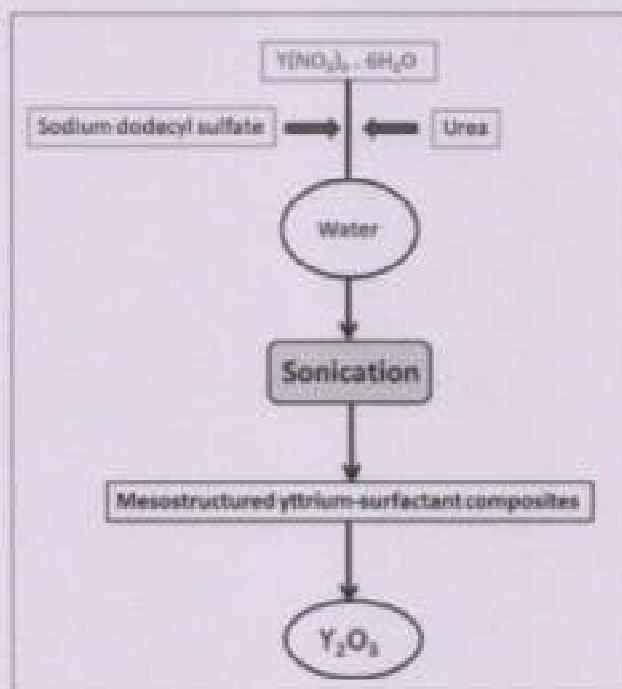 Y(NO₃)₃ . 6H₂O
Sodium dodecyl sulfate
Urea
Water
Sonication
Mesostructured yttrium-surfactant composites
Y₂O₃